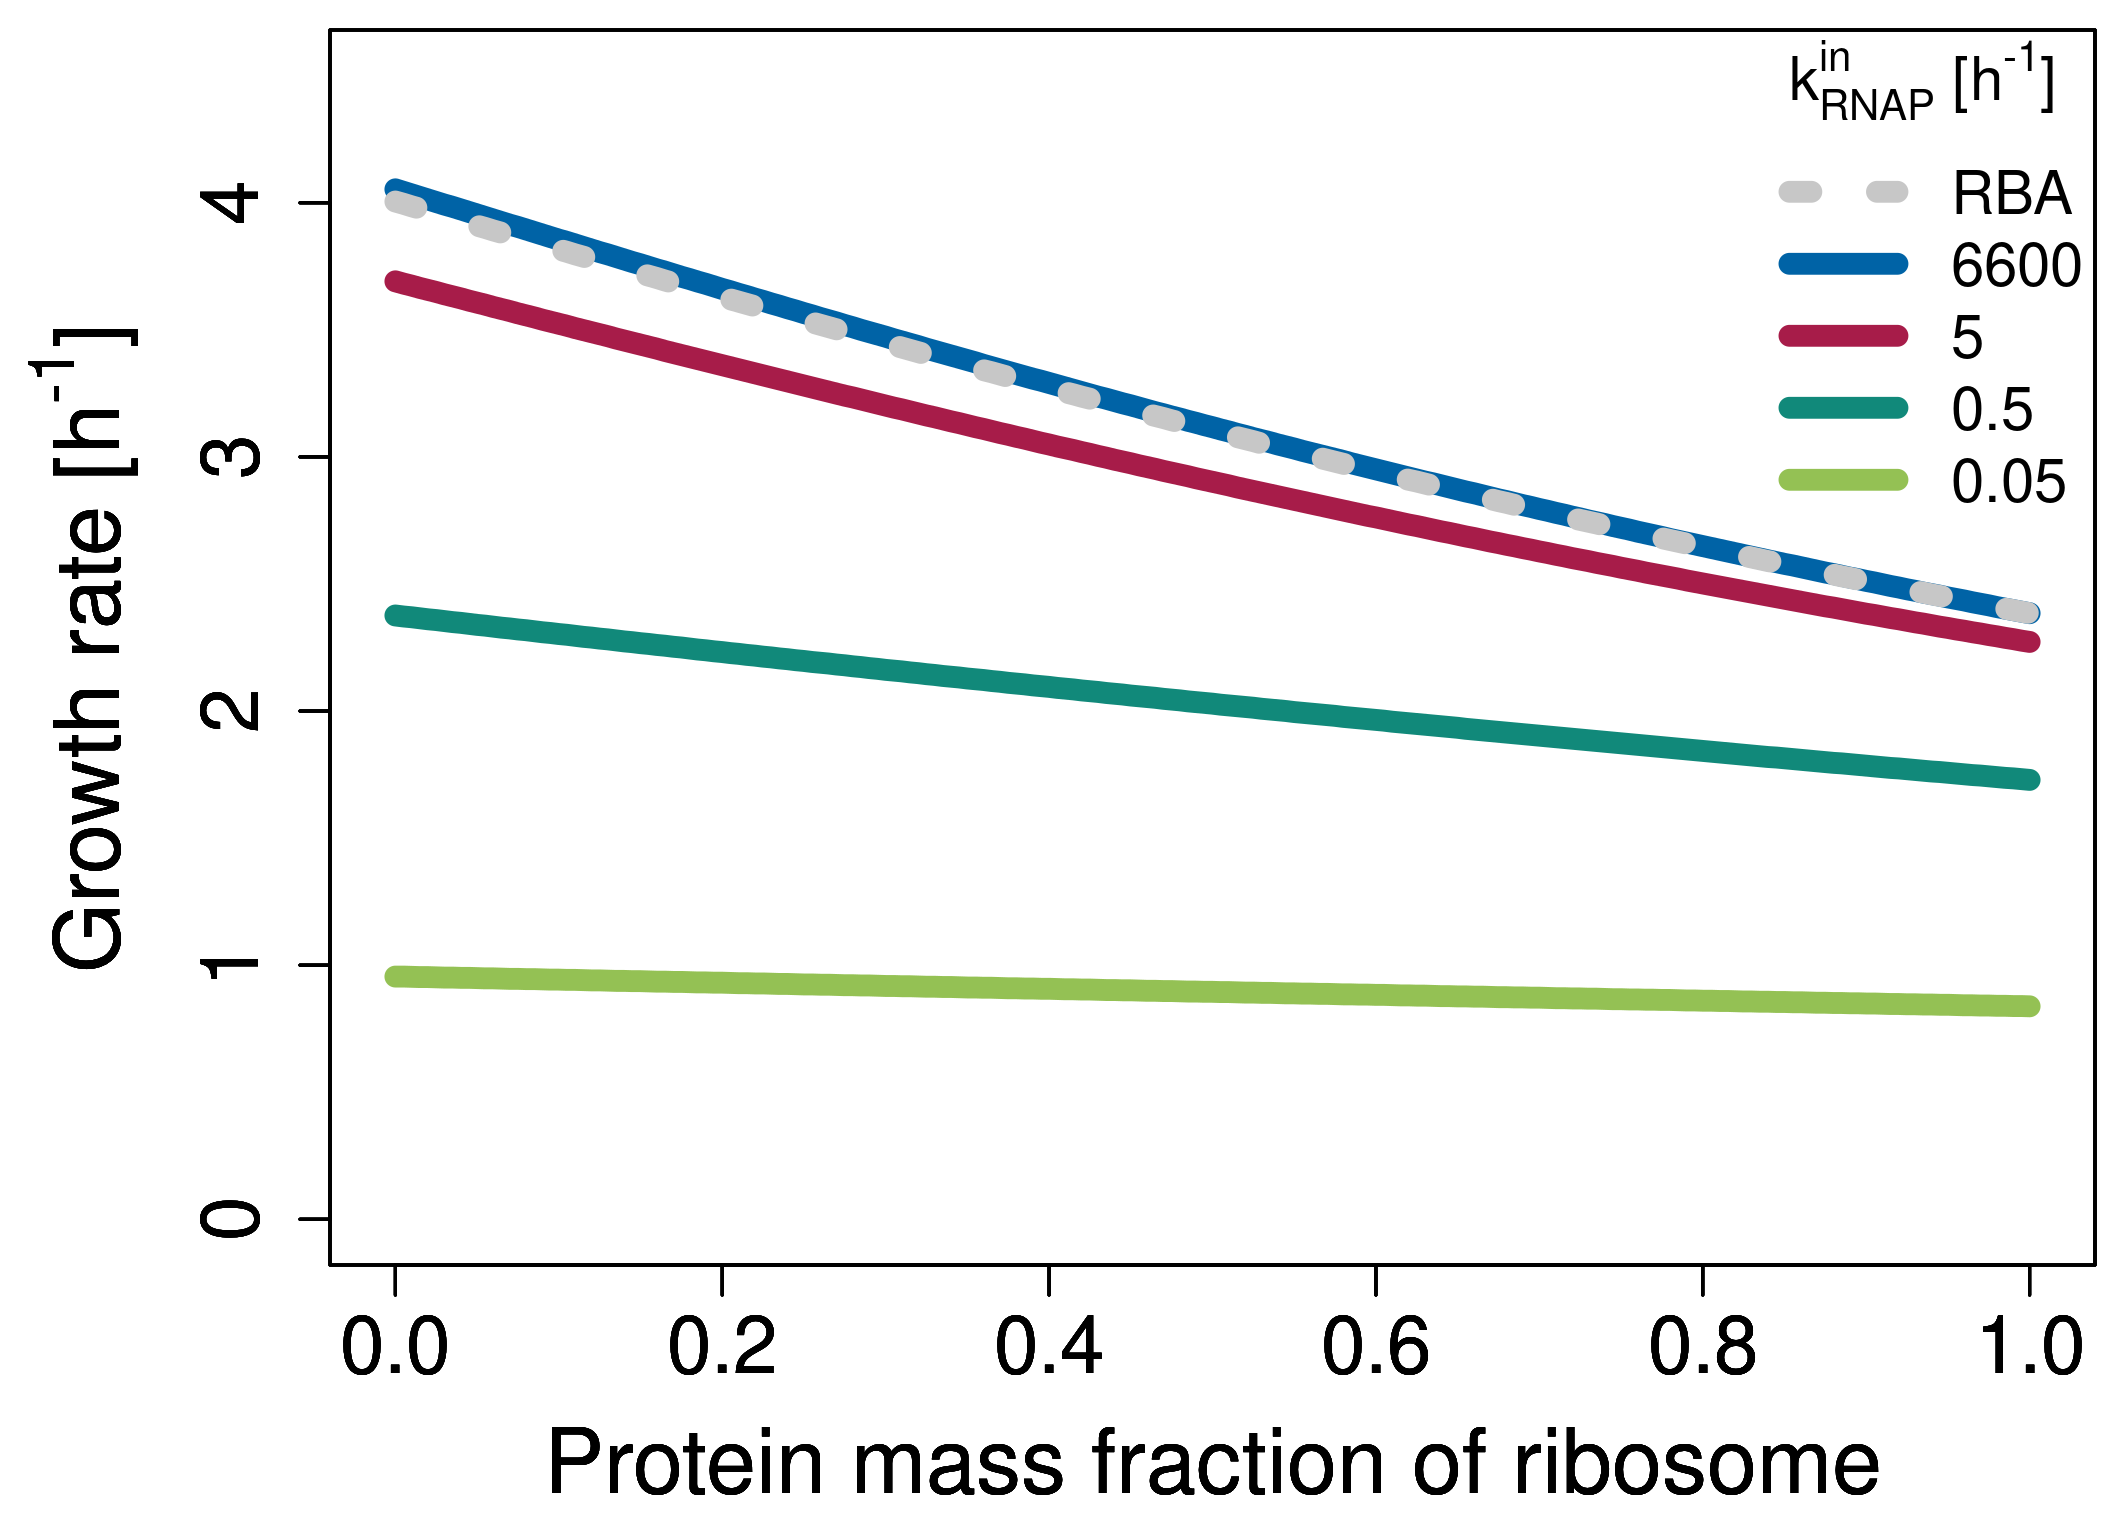 k^in_RNAP [h^-1]
RBA
6600
5
0.5
0.05
Growth rate [h^-1]
4
3
2
1
0
0.0 0.2 0.4 0.6 0.8 1.0
Protein mass fraction of ribosome